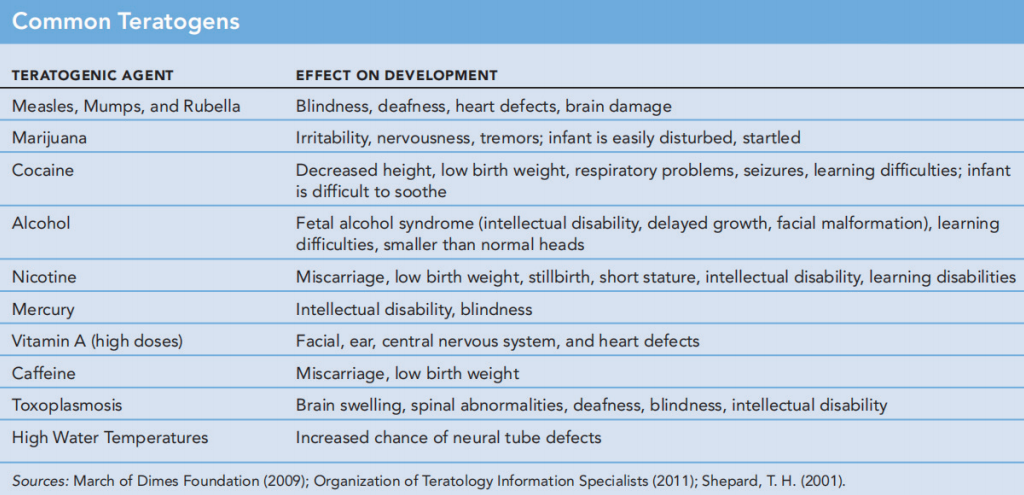 Common Teratogens
TERATOGENIC AGENT EFFECT ON DEVELOPMENT
Measles, Mumps, and Rubella Blindness, deafness, heart defects, brain damage
Marijuana Irritability, nervousness, tremors; infant is easily disturbed, startled
Cocaine Decreased height, low birth weight, respiratory problems, seizures, learning difficulties; infant
is difficult to soothe
Alcohol Fetal alcohol syndrome (intellectual disability, delayed growth, facial malformation), learning
difficulties, smaller than normal heads
Nicotine Miscarriage, low birth weight, stillbirth, short stature, intellectual disability, learning disabilities
Mercury Intellectual disability, blindness
Vitamin A (high doses) Facial, ear, central nervous system, and heart defects
Caffeine Miscarriage, low birth weight
Toxoplasmosis Brain swelling, spinal abnormalities, deafness, blindness, intellectual disability
High Water Temperatures Increased chance of neural tube defects
Sources: March of Dimes Foundation (2009); Organization of Teratology Information Specialists (2011); Shepard, T. H. (2001).